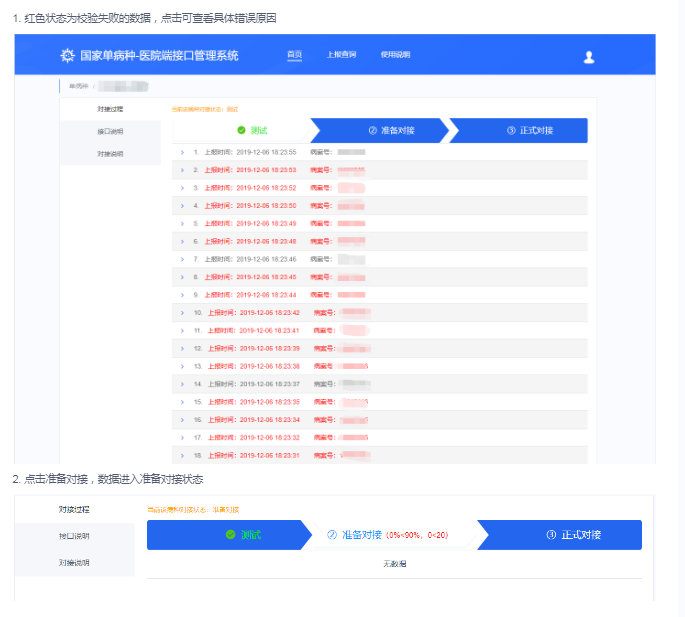 1. 红色状态为校验失败的数据，点击可查看具体错误原因
国家单病种-医院端接口管理系统 首页 上报查询 使用说明
单病种 /
对接过程
接口说明
对接说明
当前该病种对接状态：测试
测试 ② 准备对接 ③ 正式对接
1. 上报时间：2019-12-06 18:23:55 病案号：
2. 上报时间：2019-12-06 18:23:53 病案号：
3. 上报时间：2019-12-06 18:23:52 病案号：
4. 上报时间：2019-12-06 18:23:50 病案号：
5. 上报时间：2019-12-06 18:23:49 病案号：
6. 上报时间：2019-12-06 18:23:48 病案号：
7. 上报时间：2019-12-06 18:23:46 病案号：
8. 上报时间：2019-12-06 18:23:45 病案号：
9. 上报时间：2019-12-06 18:23:44 病案号：
10. 上报时间：2019-12-06 18:23:42 病案号：
11. 上报时间：2019-12-06 18:23:41 病案号：
12. 上报时间：2019-12-06 18:23:39 病案号：
13. 上报时间：2019-12-06 18:23:38 病案号：
14. 上报时间：2019-12-06 18:23:37 病案号：
15. 上报时间：2019-12-06 18:23:35 病案号：
16. 上报时间：2019-12-06 18:23:34 病案号：
17. 上报时间：2019-12-06 18:23:32 病案号：
18. 上报时间：2019-12-06 18:23:31 病案号：
2. 点击准备对接，数据进入准备对接状态
对接过程
接口说明
对接说明
当前该病种对接状态：准备对接
测试 ② 准备对接 (0%<90%，0<20) ③ 正式对接
无数据